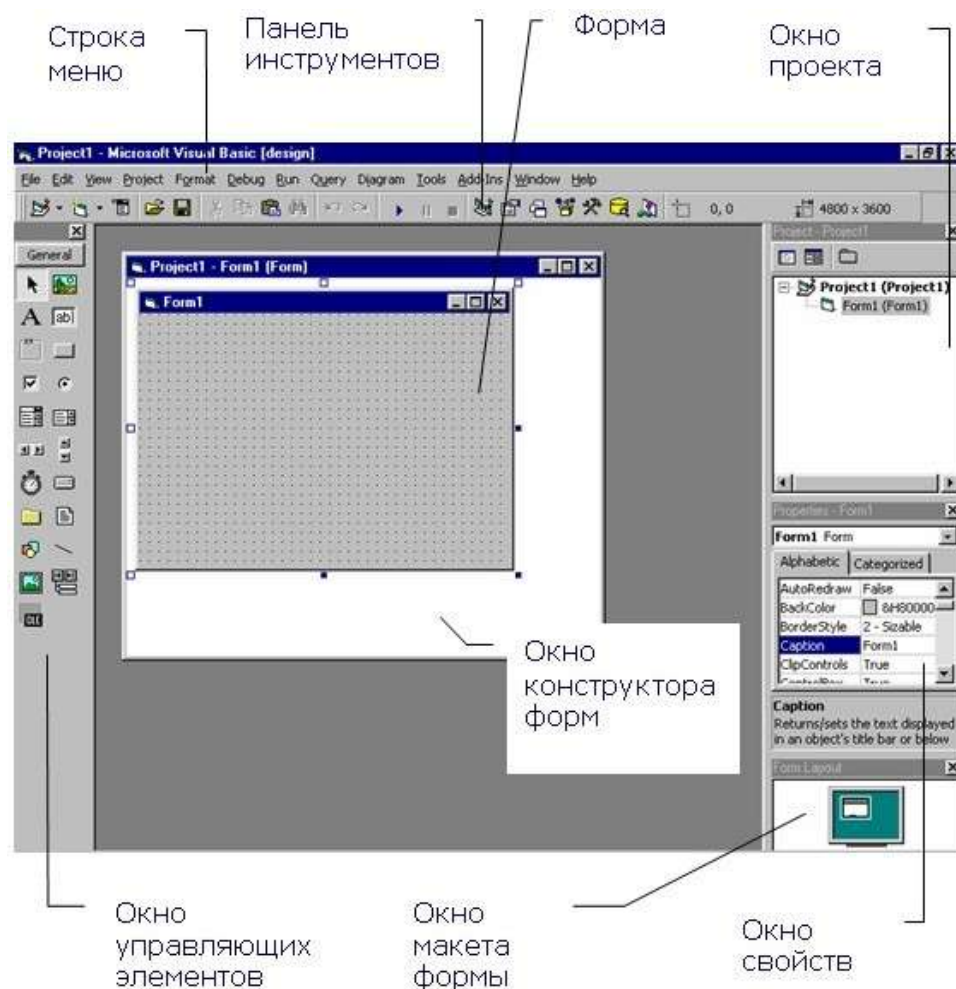 Строка
меню
Панель
инструментов
Форма
Окно
проекта
Project1 - Microsoft Visual Basic [design]
File Edit View Project Format Debug Run Query Diagram Tools Add-Ins Window Help
0, 0
4800 x 3600
General
A
ab|
Project1 - Form1 (Form)
Form1
Project - Project1
Project1 (Project1)
Form1 (Form1)
Properties - Form1
Form1 Form
Alphabetic Categorized
AutoRedraw False
BackColor &H80000
BorderStyle 2 - Sizable
Caption Form1
ClipControls True
ControlBox True
Caption
Returns/sets the text displayed
in an object's title bar or below
Form Layout
OLE
Окно
конструктора
форм
Окно
управляющих
элементов
Окно
макета
формы
Окно
свойств